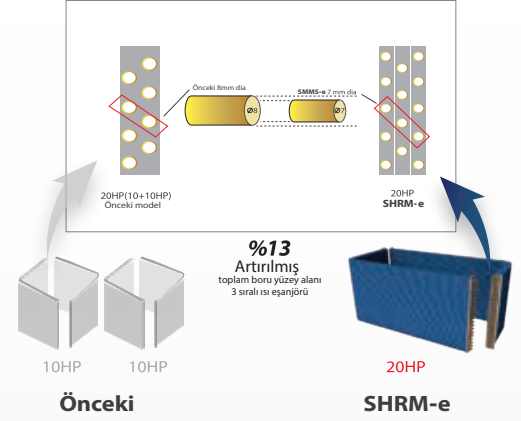 Önceki 8mm dia
SMMS-e 7 mm dia
Ø8
Ø7
20HP(10+10HP)
Önceki model
20HP
SHRM-e
%13
Artırılmış
toplam boru yüzey alanı
3 sıralı ısı eşanjörü
10HP
10HP
20HP
Önceki
SHRM-e